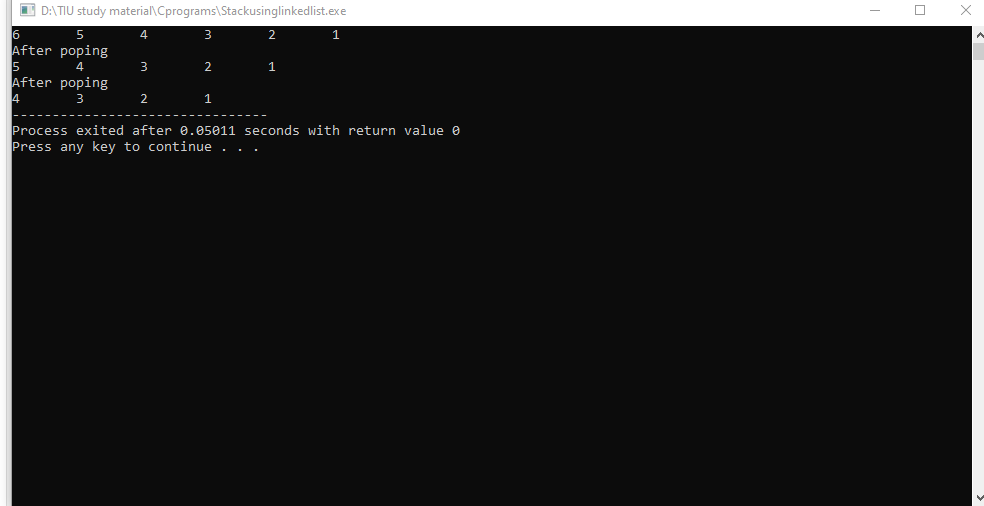 D:\TIU study material\Cprograms\Stackusinglinkedlist.exe
6       5       4       3       2       1
After poping
5       4       3       2       1
After poping
4       3       2       1
--------------------------------
Process exited after 0.05011 seconds with return value 0
Press any key to continue . . .